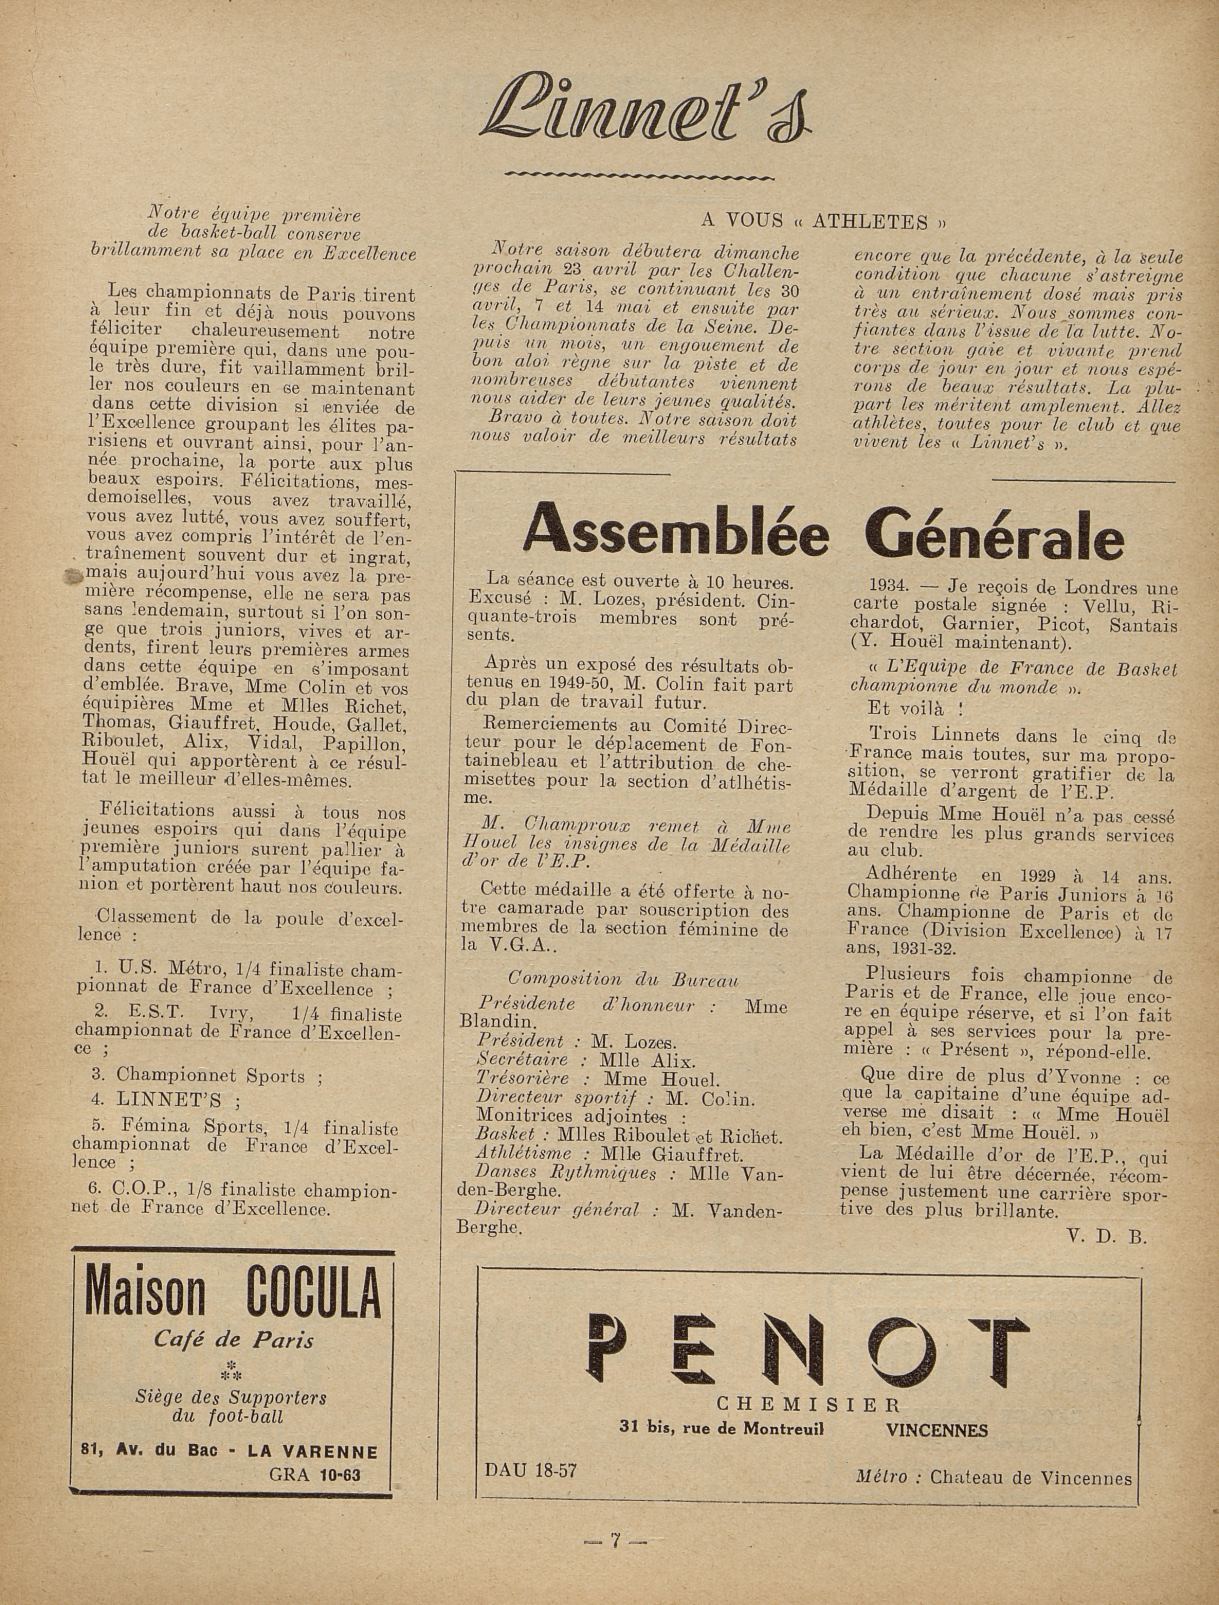 Linnet's
Notre équipe première
de basket-ball conserve
brillamment sa place en Excellence
Les championnats de Paris tirent
à leur fin et déjà nous pouvons
féliciter chaleureusement notre
équipe première qui, dans une pou-
le très dure, fit vaillamment bril-
ler nos couleurs en se maintenant
dans cette division si enviée de
l'Excellence groupant les élites pa-
risiens et ouvrant ainsi, pour l'an-
née prochaine, la porte aux plus
beaux espoirs. Félicitations, mes-
demoiselles, vous avez travaillé,
vous avez lutté, vous avez souffert,
vous avez compris l'intérêt de l'en-
traînement souvent dur et ingrat,
mais aujourd'hui vous avez la pre-
mière récompense, elle ne sera pas
sans lendemain, surtout si l'on son-
ge que trois juniors, vives et ar-
dents, firent leurs premières armes
dans cette équipe en s'imposant
d'emblée. Brave, Mme Colin et vos
équipières Mme et Mlles Richet,
Thomas, Giauffret, Houde, Gallet,
Riboulet, Alix, Vidal, Papillon,
Houël qui apportèrent à ce résul-
tat le meilleur d'elles-mêmes.
Félicitations aussi à tous nos
jeunes espoirs qui dans l'équipe
première juniors surent pallier à
l'amputation créée par l'équipe fa-
nion et portèrent haut nos couleurs.
Classement de la poule d'excel-
lence :
1. U.S. Métro, 1/4 finaliste cham-
pionnat de France d'Excellence ;
2. E.S.T. Ivry, 1/4 finaliste
championnat de France d'Excellen-
ce ;
3. Championnet Sports ;
4. LINNET'S ;
5. Fémina Sports, 1/4 finaliste
championnat de France d'Excel-
lence ;
6. C.O.P., 1/8 finaliste champion-
net de France d'Excellence.
Maison COCULA
Café de Paris
Siège des Supporters
du foot-ball
81, Av. du Bac - LA VARENNE
GRA 10-63
A VOUS « ATHLETES »
Notre saison débutera dimanche
prochain 23 avril par les Challen-
ges de Paris, se continuant les 30
avril, 7 et 14 mai et ensuite par
les Championnats de la Seine. De-
puis un mois, un engouement de
bon aloi règne sur la piste et de
nombreuses débutantes viennent
nous aider de leurs jeunes qualités.
Bravo à toutes. Notre saison doit
nous valoir de meilleurs résultats
encore que la précédente, à la seule
condition que chacune s'astreigne
à un entraînement dosé mais pris
très au sérieux. Nous sommes con-
fiantes dans l'issue de la lutte. No-
tre section gaie et vivante prend
corps de jour en jour et nous espé-
rons de beaux résultats. La plu-
part les méritent amplement. Allez
athlètes, toutes pour le club et que
vivent les « Linnet's ».
Assemblée Générale
La séance est ouverte à 10 heures.
Excusé : M. Lozes, président. Cin-
quante-trois membres sont pré-
sents.
Après un exposé des résultats ob-
tenus en 1949-50, M. Colin fait part
du plan de travail futur.
Remerciements au Comité Direc-
teur pour le déplacement de Fon-
tainebleau et l'attribution de che-
misettes pour la section d'atlhétis-
me.
M. Champroux remet à Mme
Houel les insignes de la Médaille
d'or de l'E.P.
Cette médaille a été offerte à no-
tre camarade par souscription des
membres de la section féminine de
la V.G.A..
Composition du Bureau
Présidente d'honneur : Mme
Blandin.
Président : M. Lozes.
Secrétaire : Mlle Alix.
Trésorière : Mme Houel.
Directeur sportif : M. Colin.
Monitrices adjointes :
Basket : Mlles Riboulet et Richet.
Athlétisme : Mlle Giauffret.
Danses Rythmiques : Mlle Van-
den-Berghe.
Directeur général : M. Vanden-
Berghe.
1934. — Je reçois de Londres une
carte postale signée : Vellu, Ri-
chardot, Garnier, Picot, Santais
(Y. Houël maintenant).
« L'Equipe de France de Basket
championne du monde ».
Et voilà !
Trois Linnets dans le cinq de
France mais toutes, sur ma propo-
sition, se verront gratifier de la
Médaille d'argent de l'E.P.
Depuis Mme Houël n'a pas cessé
de rendre les plus grands services
au club.
Adhérente en 1929 à 14 ans.
Championne de Paris Juniors à 16
ans. Championne de Paris et de
France (Division Excellence) à 17
ans, 1931-32.
Plusieurs fois championne de
Paris et de France, elle joue enco-
re en équipe réserve, et si l'on fait
appel à ses services pour la pre-
mière : « Présent », répond-elle.
Que dire de plus d'Yvonne : ce
que la capitaine d'une équipe ad-
verse me disait : « Mme Houël
eh bien, c'est Mme Houël. »
La Médaille d'or de l'E.P., qui
vient de lui être décernée, récom-
pense justement une carrière spor-
tive des plus brillante.
V. D. B.
PENOT
CHEMISIER
31 bis, rue de Montreuil VINCENNES
DAU 18-57
Métro : Chateau de Vincennes
— 7 —